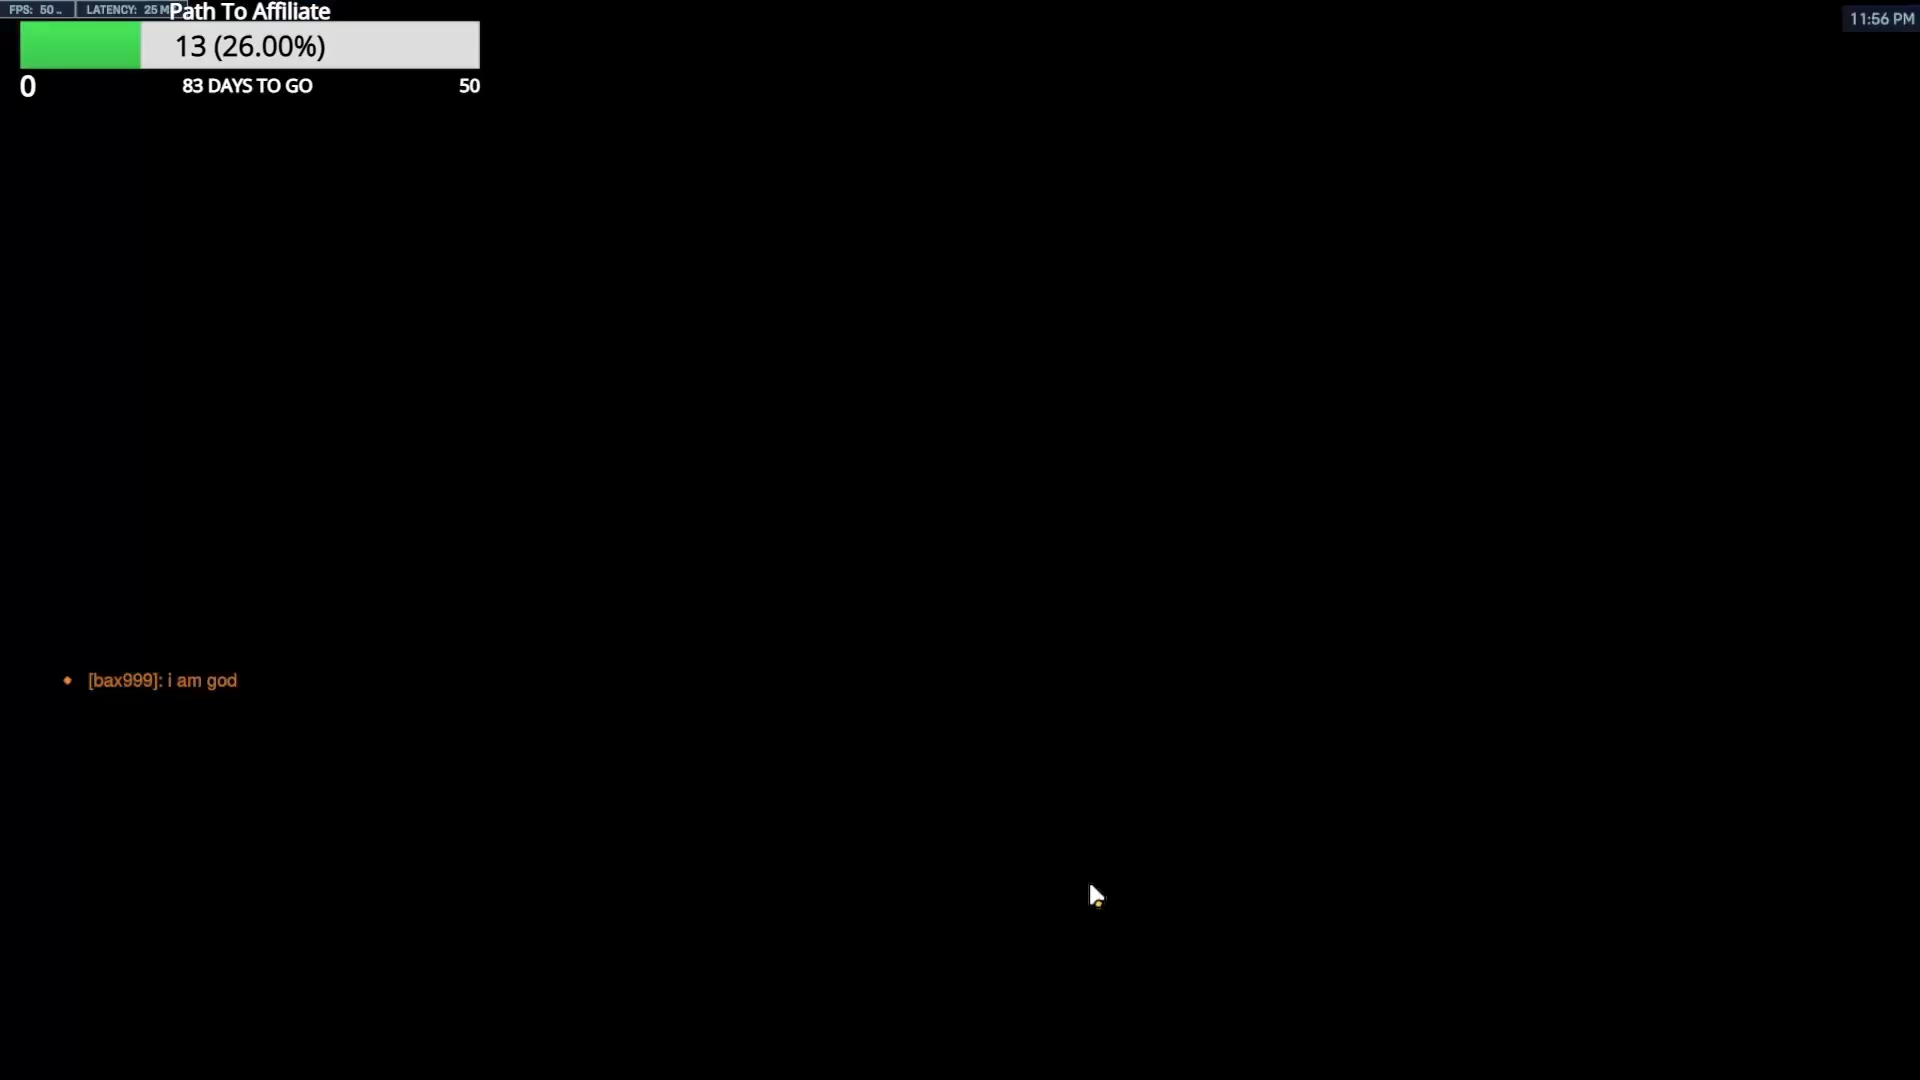 FPS: 50 LATENCY: 25 M
Path To Affiliate
11:56 PM
13 (26.00%)
0 83 DAYS TO GO 50
[bax999]: i am god